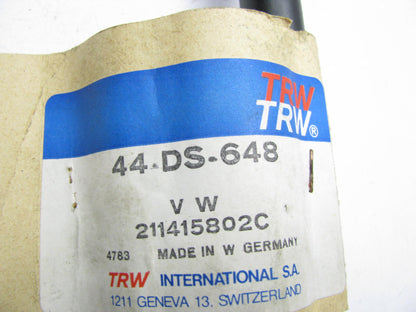 TRW
TRW®
44-DS-648
V W
211415802C
4783 MADE IN W GERMANY
TRW INTERNATIONAL S.A.
1211 GENEVA 13, SWITZERLAND